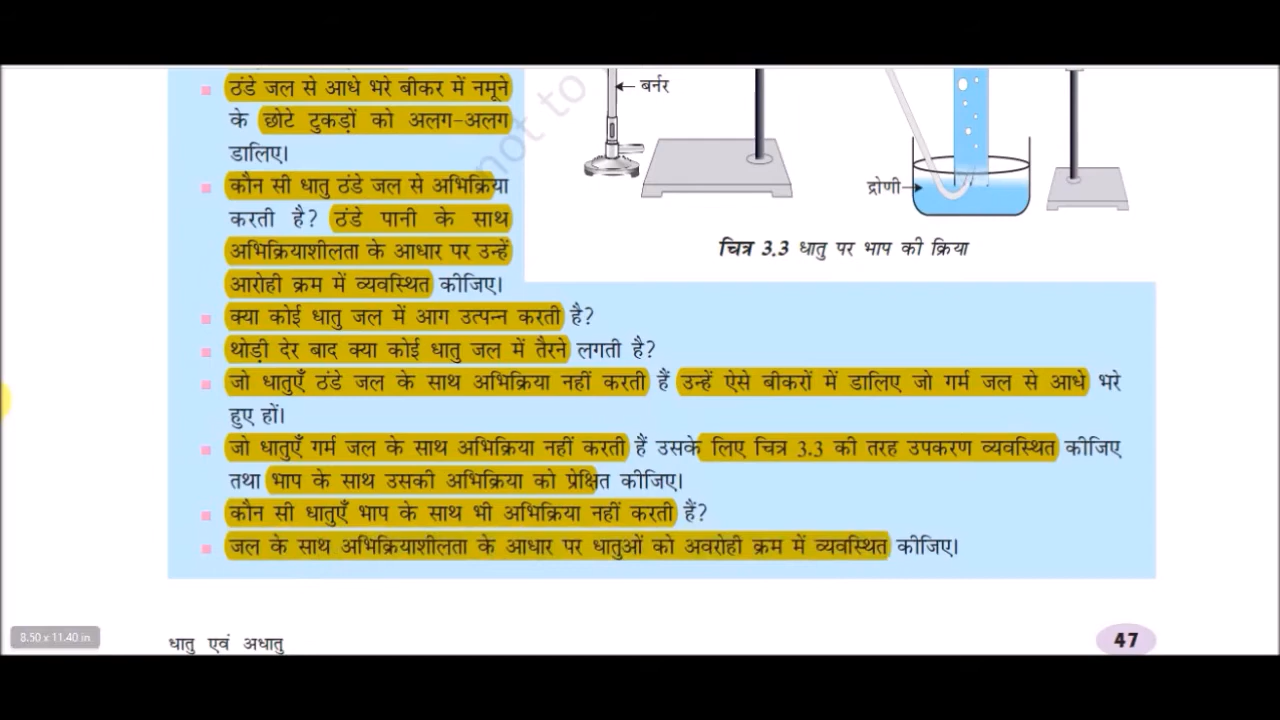 ठंडे जल से आधे भरे बीकर में नमूने
के छोटे टुकड़ों को अलग-अलग
डालिए।
कौन सी धातु ठंडे जल से अभिक्रिया
करती है? ठंडे पानी के साथ
अभिक्रियाशीलता के आधार पर उन्हें
आरोही क्रम में व्यवस्थित कीजिए।
not to
बर्नर
द्रोणी
चित्र 3.3 धातु पर भाप की क्रिया
क्या कोई धातु जल में आग उत्पन्न करती है?
थोड़ी देर बाद क्या कोई धातु जल में तैरने लगती है?
जो धातुएँ ठंडे जल के साथ अभिक्रिया नहीं करती हैं उन्हें ऐसे बीकरों में डालिए जो गर्म जल से आधे भरे
हुए हों।
जो धातुएँ गर्म जल के साथ अभिक्रिया नहीं करती हैं उसके लिए चित्र 3.3 की तरह उपकरण व्यवस्थित कीजिए
तथा भाप के साथ उसकी अभिक्रिया को प्रेक्षित कीजिए।
कौन सी धातुएँ भाप के साथ भी अभिक्रिया नहीं करती हैं?
जल के साथ अभिक्रियाशीलता के आधार पर धातुओं को अवरोही क्रम में व्यवस्थित कीजिए।
8.50 x 11.40 in
धातु एवं अधातु
47